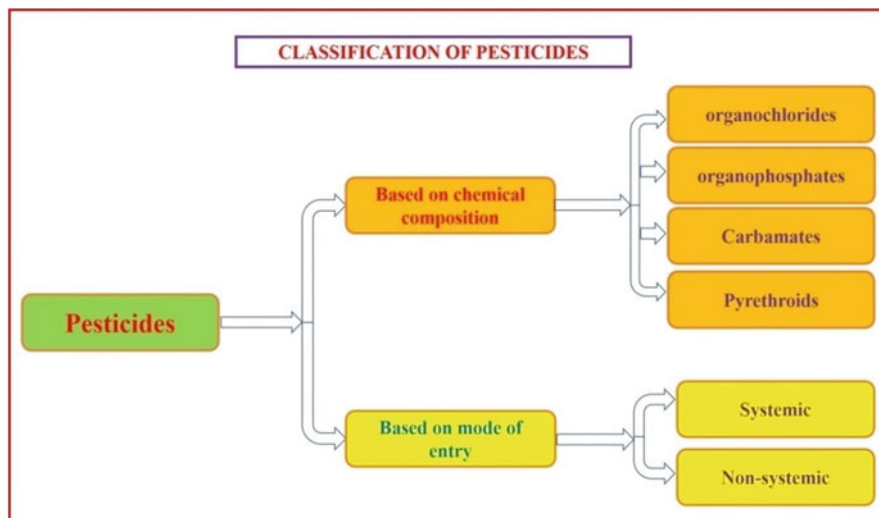 CLASSIFICATION OF PESTICIDES
Pesticides
Based on chemical
composition
organochlorides
organophosphates
Carbamates
Pyrethroids
Based on mode of
entry
Systemic
Non-systemic